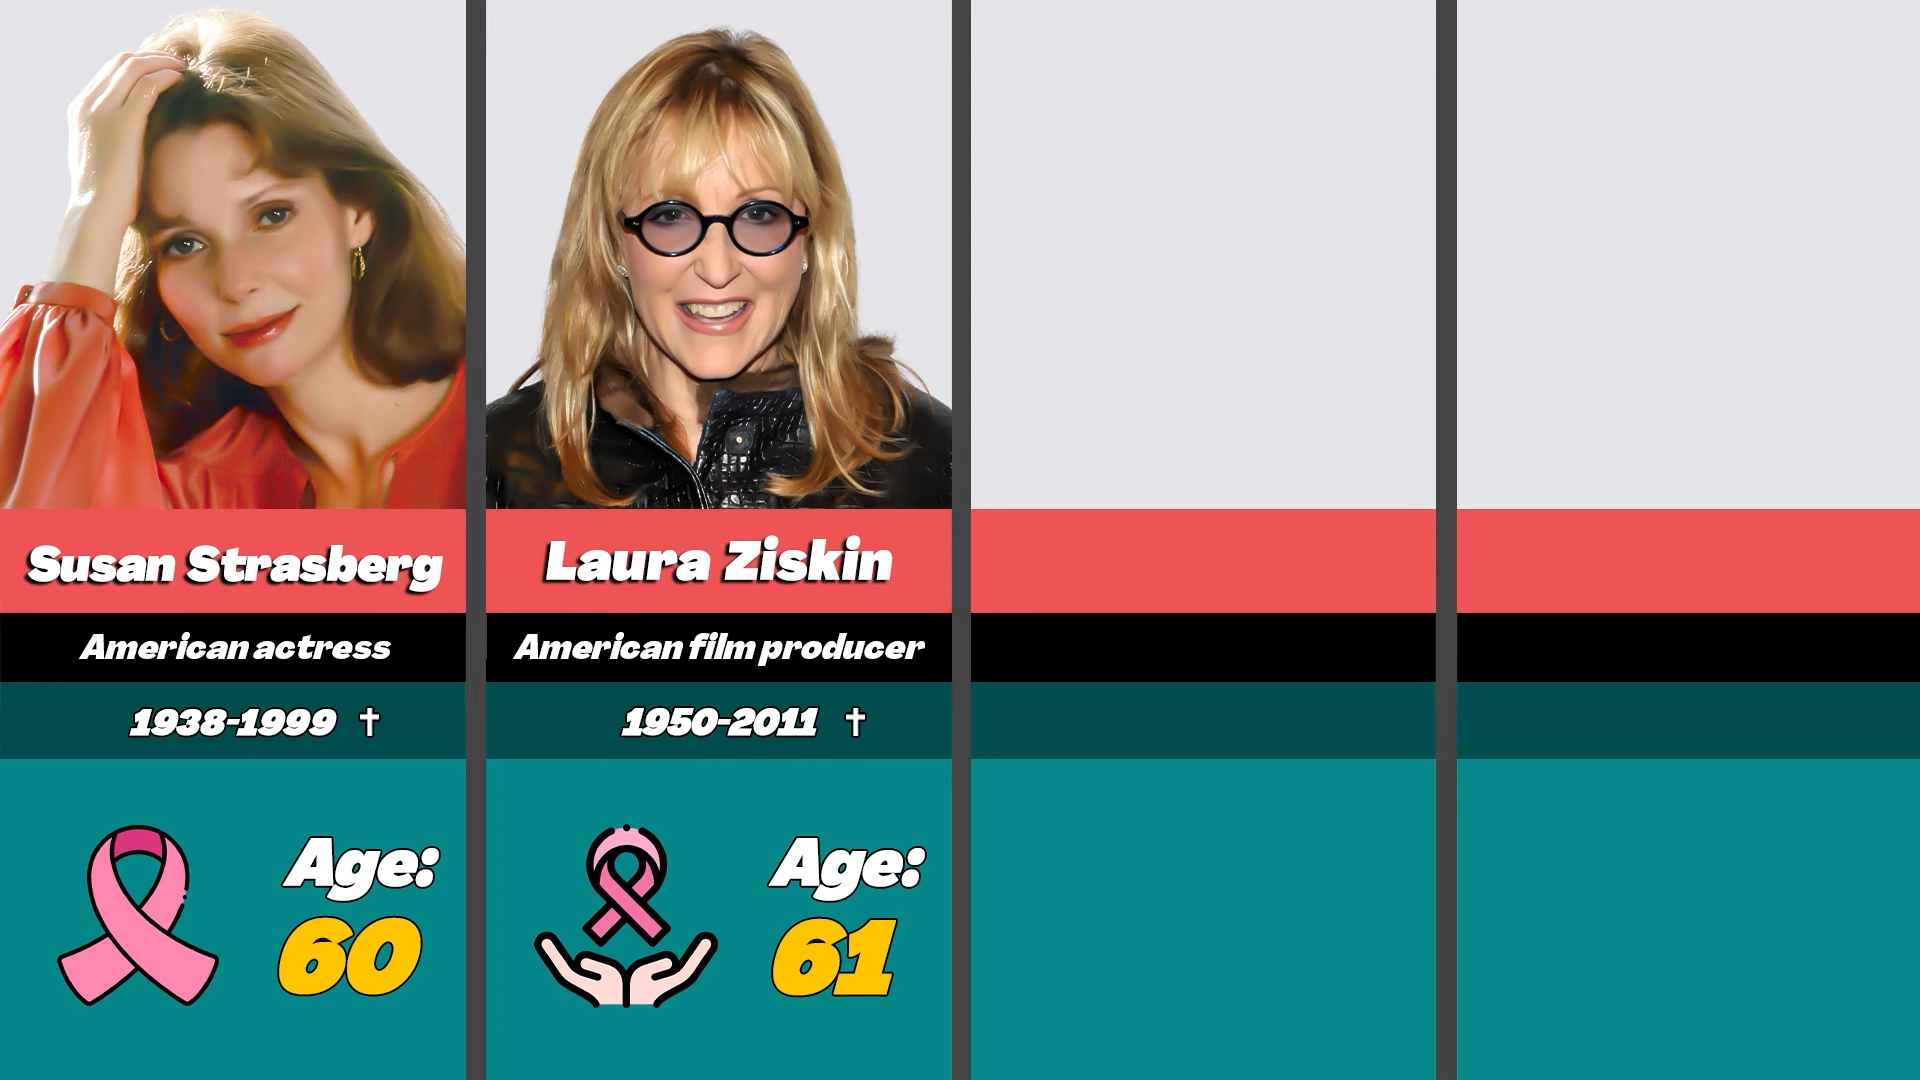 Susan Strasberg
American actress
1938-1999 †
Age:
60
Laura Ziskin
American film producer
1950-2011 †
Age:
61